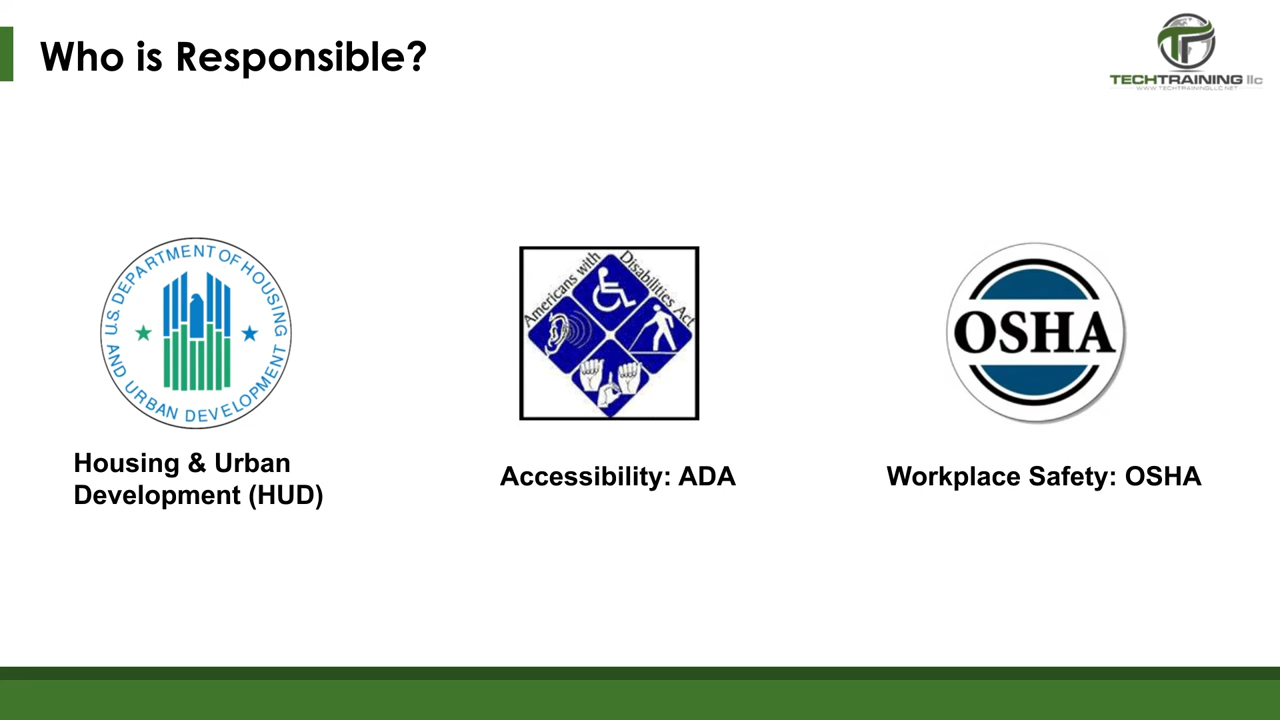 Who is Responsible?
TECHTRAINING llc
WWW.TECHTRAININGLLC.NET
U.S. DEPARTMENT OF HOUSING
AND URBAN DEVELOPMENT
Americans with Disabilities Act
OSHA
Housing & Urban
Development (HUD)
Accessibility: ADA
Workplace Safety: OSHA